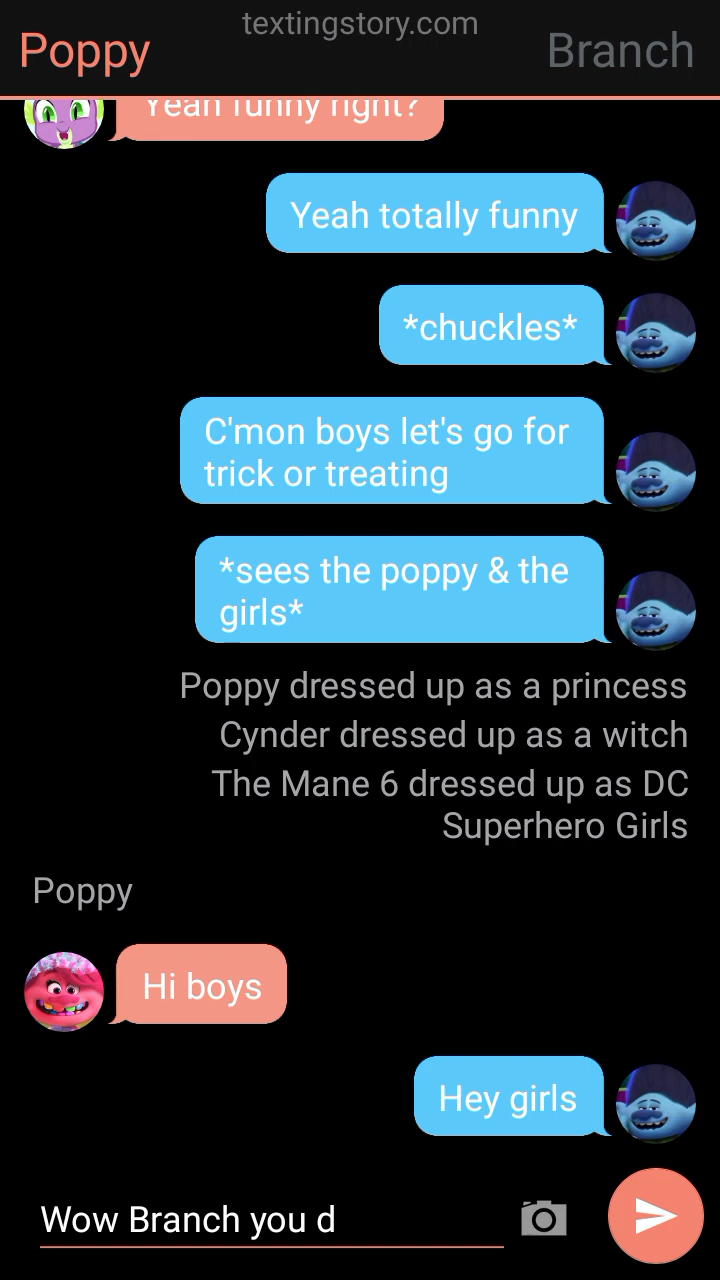 textingstory.com
Poppy
Branch
Yeah funny right?
Yeah totally funny
*chuckles*
C'mon boys let's go for
trick or treating
*sees the poppy & the
girls*
Poppy dressed up as a princess
Cynder dressed up as a witch
The Mane 6 dressed up as DC
Superhero Girls
Poppy
Hi boys
Hey girls
Wow Branch you d